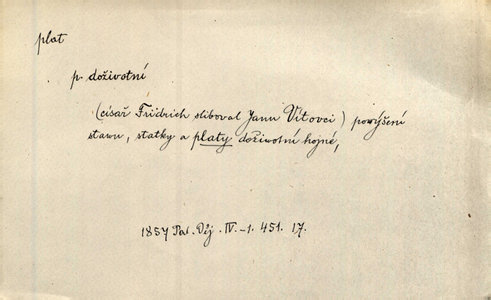 plat
p. doživotní
(císař Fridrich sliboval Janu Vítovci) povýšení
stavu, statky a platy doživotní hojné,
1857 Pal. Děj. IV-1. 451. 17.